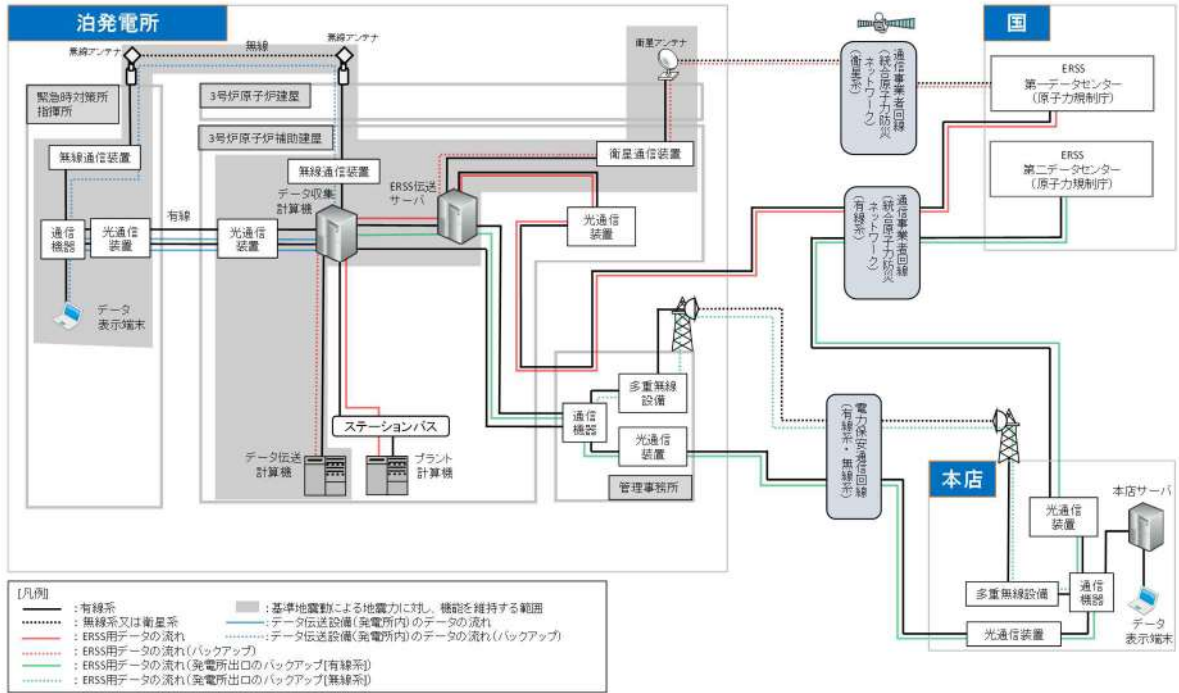 泊発電所
無線アンテナ
無線
無線アンテナ
衛星アンテナ
通信事業者回線
(統合原子力防災
ネットワーク)
(衛星系)
国
ERSS
第一データセンター
(原子力規制庁)
ERSS
第二データセンター
(原子力規制庁)
緊急時対策所
指揮所
3号炉原子炉建屋
3号炉原子炉補助建屋
無線通信装置
無線通信装置
衛星通信装置
データ収集
計算機
ERSS伝送
サーバ
光通信
装置
通信
機器
光通信
装置
有線
光通信
装置
データ
表示端末
通信事業者回線
(統合原子力防災
ネットワーク)
(有線系)
多重無線
設備
通信
機器
光通信
装置
管理事務所
ステーションバス
データ伝送
計算機
プラント
計算機
電力保安通信回線
(有線系・無線系)
本店
光通信
装置
本店サーバ
多重無線設備
通信
機器
光通信装置
データ
表示端末
[凡例]
：有線系
：無線系又は衛星系
：ERSS用データの流れ
：ERSS用データの流れ(バックアップ)
：ERSS用データの流れ(発電所出口のバックアップ[有線系])
：ERSS用データの流れ(発電所出口のバックアップ[無線系])
：基準地震動による地震力に対し、機能を維持する範囲
：データ伝送設備(発電所内)のデータの流れ
：データ伝送設備(発電所内)のデータの流れ(バックアップ)